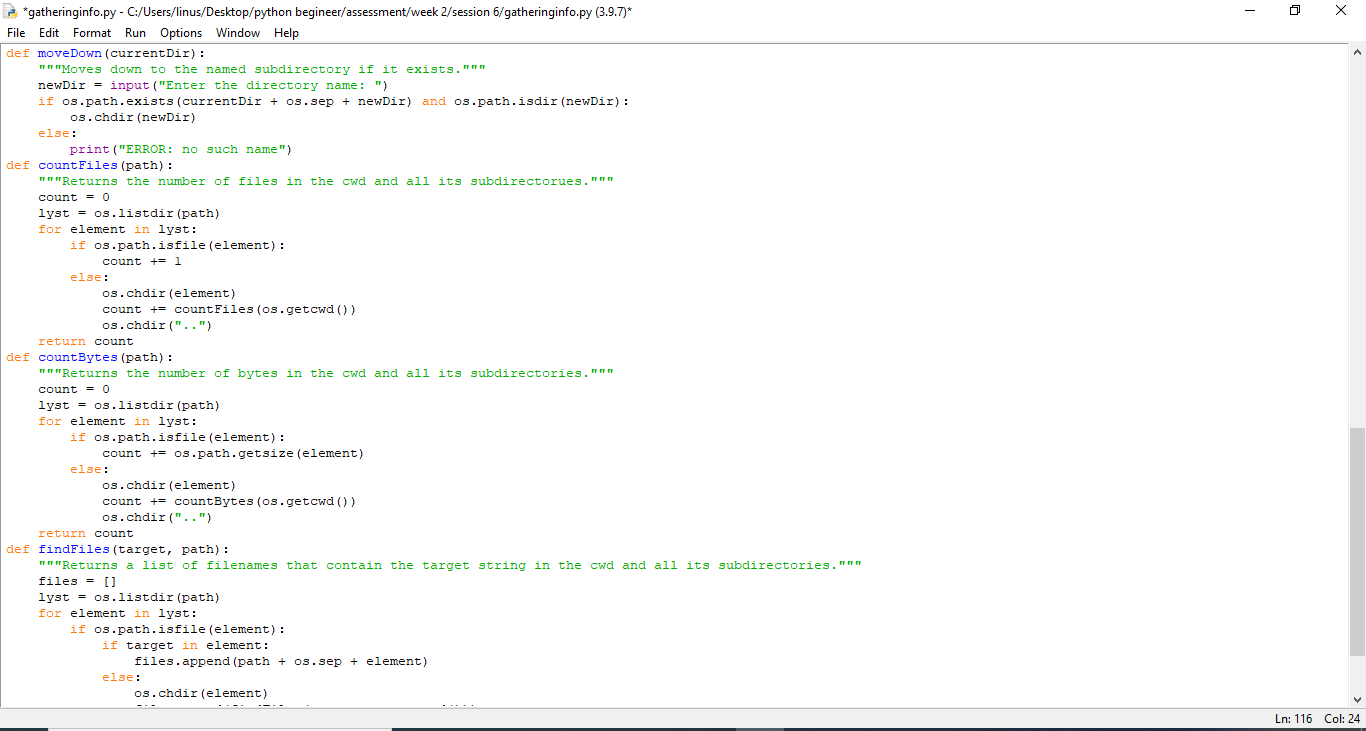 *gatheringinfo.py - C:/Users/linus/Desktop/python begineer/assessment/week 2/session 6/gatheringinfo.py (3.9.7)*
File Edit Format Run Options Window Help
def moveDown(currentDir):
    """Moves down to the named subdirectory if it exists."""
    newDir = input("Enter the directory name: ")
    if os.path.exists(currentDir + os.sep + newDir) and os.path.isdir(newDir):
        os.chdir(newDir)
    else:
        print("ERROR: no such name")
def countFiles(path):
    """Returns the number of files in the cwd and all its subdirectorues."""
    count = 0
    lyst = os.listdir(path)
    for element in lyst:
        if os.path.isfile(element):
            count += 1
        else:
            os.chdir(element)
            count += countFiles(os.getcwd())
            os.chdir("..")
    return count
def countBytes(path):
    """Returns the number of bytes in the cwd and all its subdirectories."""
    count = 0
    lyst = os.listdir(path)
    for element in lyst:
        if os.path.isfile(element):
            count += os.path.getsize(element)
        else:
            os.chdir(element)
            count += countBytes(os.getcwd())
            os.chdir("..")
    return count
def findFiles(target, path):
    """Returns a list of filenames that contain the target string in the cwd and all its subdirectories."""
    files = []
    lyst = os.listdir(path)
    for element in lyst:
        if os.path.isfile(element):
            if target in element:
                files.append(path + os.sep + element)
            else:
                os.chdir(element)
Ln: 116 Col: 24